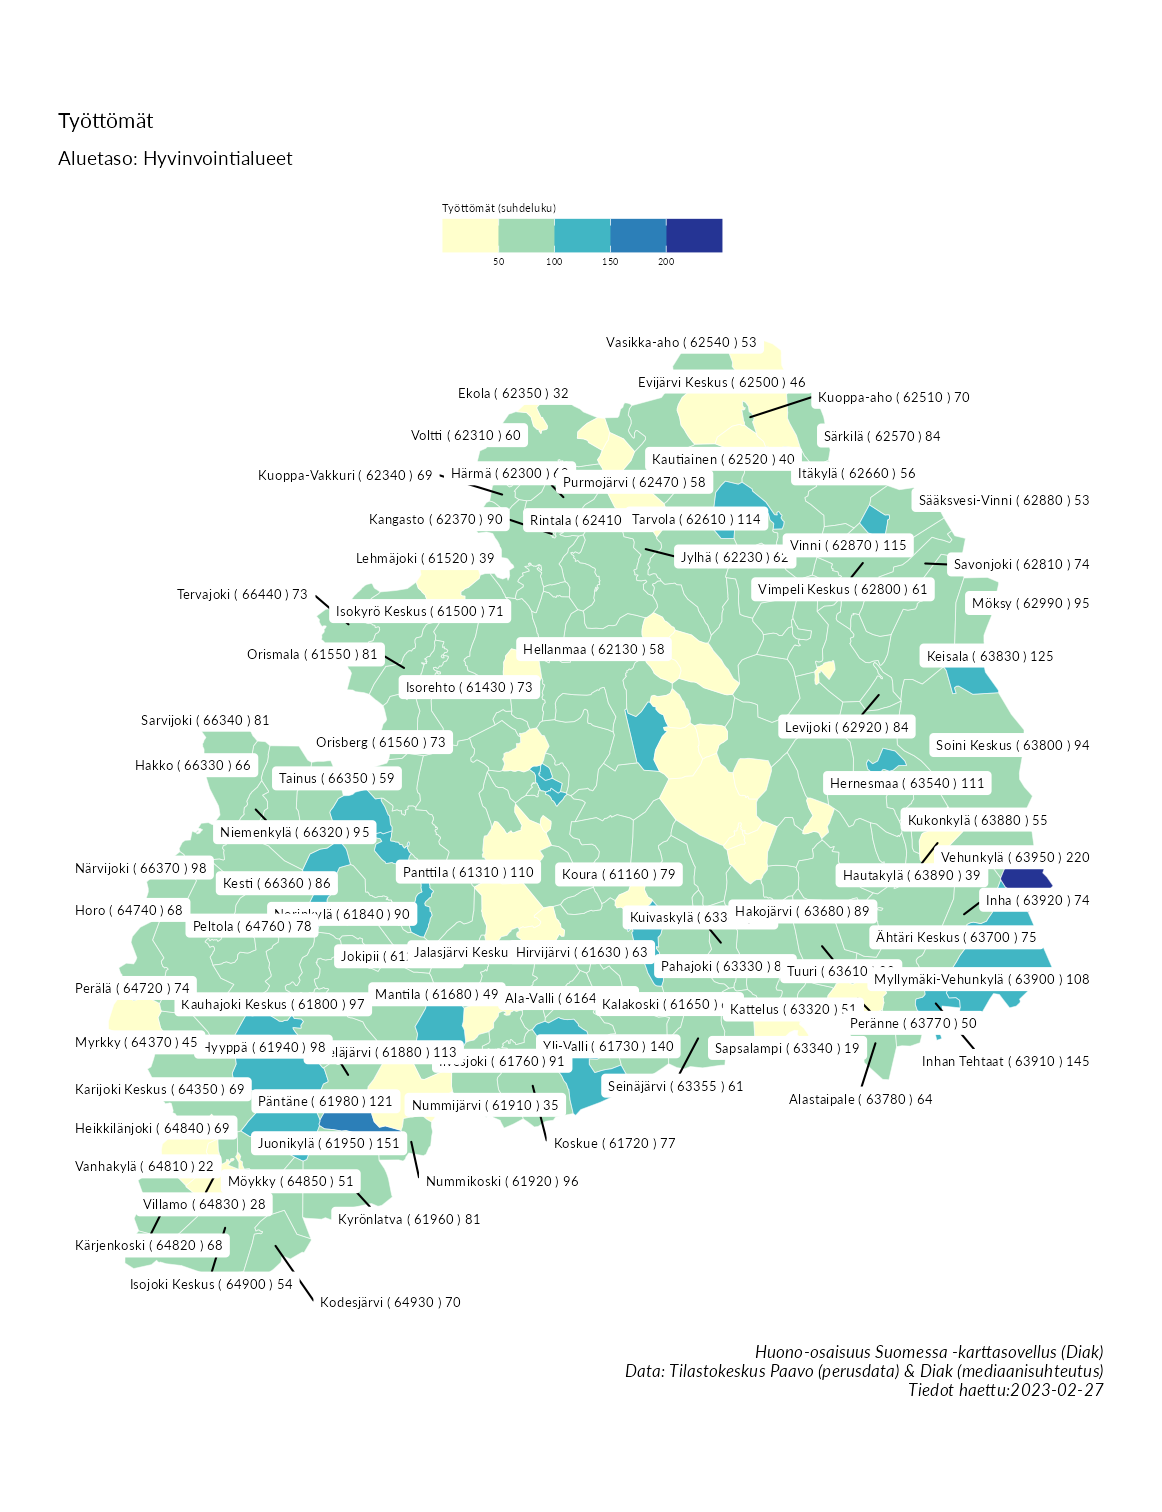 Työttömät
Aluetaso: Hyvinvointialueet
Työttömät (suhdeluku)
50 100 150 200
Vasikka-aho ( 62540 ) 53
Evijärvi Keskus ( 62500 ) 46
Ekola ( 62350 ) 32
Kuoppa-aho ( 62510 ) 70
Voltti ( 62310 ) 60
Särkilä ( 62570 ) 84
Kautiainen ( 62520 ) 40
Kuoppa-Vakkuri ( 62340 ) 69
Härmä ( 62300 )
Itäkylä ( 62660 ) 56
Purmojärvi ( 62470 ) 58
Sääksvesi-Vinni ( 62880 ) 53
Kangasto ( 62370 ) 90
Rintala ( 62410
Tarvola ( 62610 ) 114
Vinni ( 62870 ) 115
Lehmäjoki ( 61520 ) 39
Jylhä ( 62230 ) 62
Savonjoki ( 62810 ) 74
Vimpeli Keskus ( 62800 ) 61
Tervajoki ( 66440 ) 73
Möksy ( 62990 ) 95
Isokyrö Keskus ( 61500 ) 71
Hellanmaa ( 62130 ) 58
Orismala ( 61550 ) 81
Keisala ( 63830 ) 125
Isorehto ( 61430 ) 73
Sarvijoki ( 66340 ) 81
Levijoki ( 62920 ) 84
Orisberg ( 61560 ) 73
Soini Keskus ( 63800 ) 94
Hakko ( 66330 ) 66
Tainus ( 66350 ) 59
Hernesmaa ( 63540 ) 111
Kukonkylä ( 63880 ) 55
Niemenkylä ( 66320 ) 95
Vehunkylä ( 63950 ) 220
Närvijoki ( 66370 ) 98
Panttila ( 61310 ) 110
Koura ( 61160 ) 79
Hautakylä ( 63890 ) 39
Kesti ( 66360 ) 86
Inha ( 63920 ) 74
Horo ( 64740 ) 68
Norinkylä ( 61840 ) 90
Kuivaskylä ( 633
Hakojärvi ( 63680 ) 89
Peltola ( 64760 ) 78
Ähtäri Keskus ( 63700 ) 75
Jokipii ( 61
Jalasjärvi Kesku
Hirvijärvi ( 61630 ) 63
Pahajoki ( 63330 ) 8
Tuuri ( 63610
Myllymäki-Vehunkylä ( 63900 ) 108
Perälä ( 64720 ) 74
Mantila ( 61680 ) 49
Ala-Valli ( 6164
Kalakoski ( 61650 )
Kauhajoki Keskus ( 61800 ) 97
Kattelus ( 63320 ) 51
Peränne ( 63770 ) 50
Myrkky ( 64370 ) 45
Hyyppä ( 61940 ) 98
eläjärvi ( 61880 ) 113
Yli-Valli ( 61730 ) 140
Sapsalampi ( 63340 ) 19
Inhan Tehtaat ( 63910 ) 145
esjoki ( 61760 ) 91
Karijoki Keskus ( 64350 ) 69
Seinäjärvi ( 63355 ) 61
Päntäne ( 61980 ) 121
Nummijärvi ( 61910 ) 35
Alastaipale ( 63780 ) 64
Heikkilänjoki ( 64840 ) 69
Juonikylä ( 61950 ) 151
Koskue ( 61720 ) 77
Vanhakylä ( 64810 ) 22
Möykky ( 64850 ) 51
Nummikoski ( 61920 ) 96
Villamo ( 64830 ) 28
Kyrönlatva ( 61960 ) 81
Kärjenkoski ( 64820 ) 68
Isojoki Keskus ( 64900 ) 54
Kodesjärvi ( 64930 ) 70
Huono-osaisuus Suomessa -karttasovellus (Diak)
Data: Tilastokeskus Paavo (perusdata) & Diak (mediaanisuhteutus)
Tiedot haettu:2023-02-27